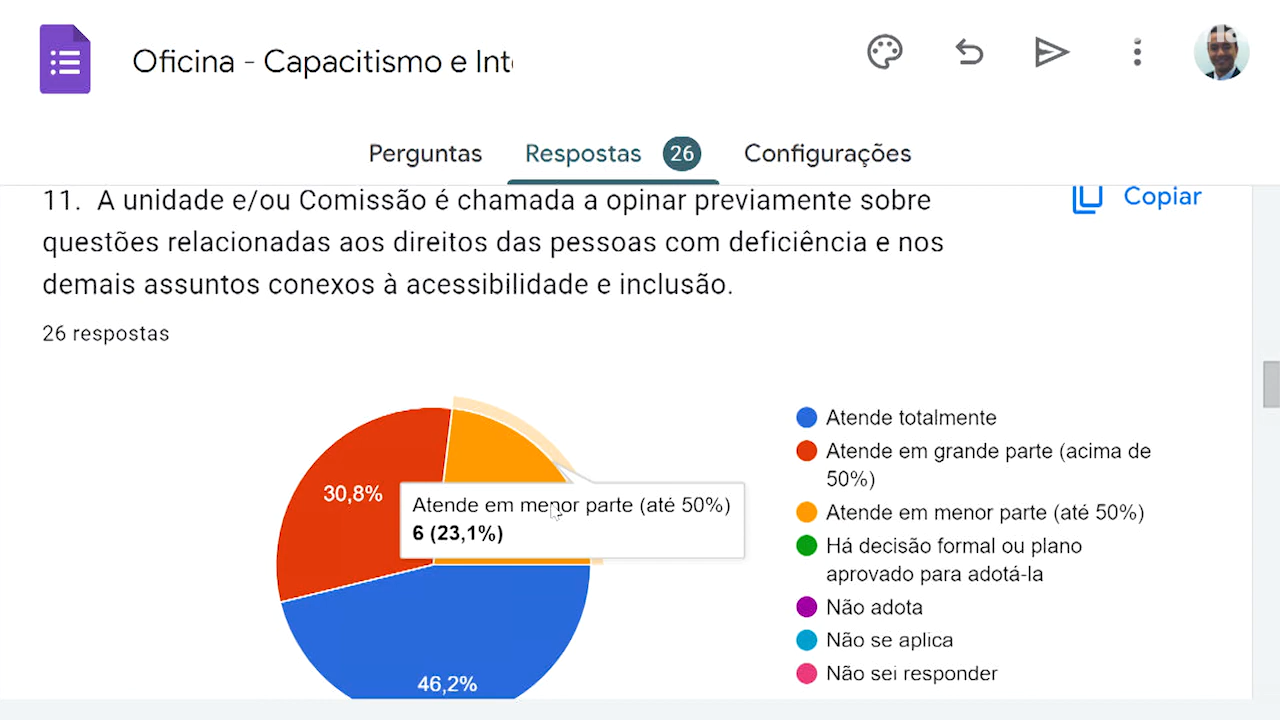 Oficina - Capacitismo e Int
Perguntas
Respostas 26
Configurações
11. A unidade e/ou Comissão é chamada a opinar previamente sobre
questões relacionadas aos direitos das pessoas com deficiência e nos
demais assuntos conexos à acessibilidade e inclusão.
Copiar
26 respostas
30,8%
Atende em menor parte (até 50%)
6 (23,1%)
46,2%
Atende totalmente
Atende em grande parte (acima de
50%)
Atende em menor parte (até 50%)
Há decisão formal ou plano
aprovado para adotá-la
Não adota
Não se aplica
Não sei responder